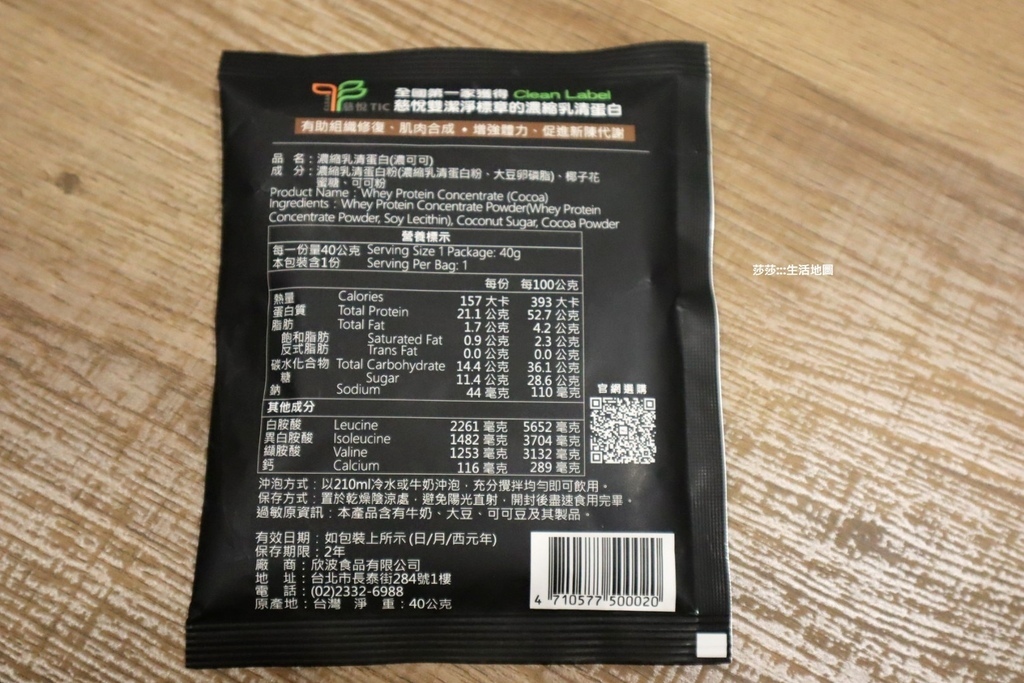 慈悅 TIC
全國第一家獲得 Clean Label
慈悅雙潔淨標章的濃縮乳清蛋白
有助組織修復、肌肉合成 • 增強體力、促進新陳代謝
品 名：濃縮乳清蛋白(濃可可)
成 分：濃縮乳清蛋白粉(濃縮乳清蛋白粉、大豆卵磷脂)、椰子花
蜜糖、可可粉
Product Name：Whey Protein Concentrate (Cocoa)
Ingredients：Whey Protein Concentrate Powder(Whey Protein
Concentrate Powder, Soy Lecithin), Coconut Sugar, Cocoa Powder
營養標示
每一份量40公克 Serving Size 1 Package: 40g
本包裝含1份 Serving Per Bag: 1
每份 每100公克
熱量 Calories 157 大卡 393 大卡
蛋白質 Total Protein 21.1 公克 52.7 公克
脂肪 Total Fat 1.7 公克 4.2 公克
飽和脂肪 Saturated Fat 0.9 公克 2.3 公克
反式脂肪 Trans Fat 0.0 公克 0.0 公克
碳水化合物 Total Carbohydrate 14.4 公克 36.1 公克
糖 Sugar 11.4 公克 28.6 公克
鈉 Sodium 44 毫克 110 毫克
其他成分
白胺酸 Leucine 2261 毫克 5652 毫克
異白胺酸 Isoleucine 1482 毫克 3704 毫克
纈胺酸 Valine 1253 毫克 3132 毫克
鈣 Calcium 116 毫克 289 毫克
官網選購
沖泡方式：以210ml冷水或牛奶沖泡，充分攪拌均勻即可飲用。
保存方式：置於乾燥陰涼處，避免陽光直射，開封後盡速食用完畢。
過敏原資訊：本產品含有牛奶、大豆、可可豆及其製品。
有效日期：如包裝上所示 (日/月/西元年)
保存期限：2年
廠 商：欣波食品有限公司
地 址：台北市長泰街284號1樓
電 話：(02)2332-6988
原產地：台灣 淨 重：40公克
4 710577 500020
莎莎:::生活地圖